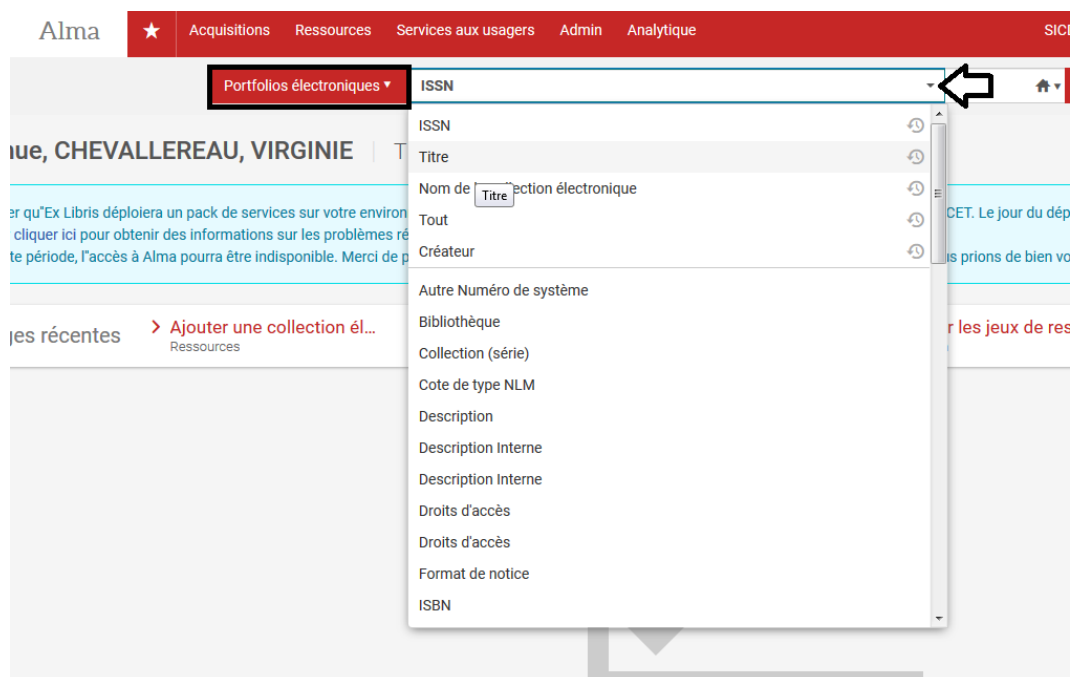 Alma ★ Acquisitions Ressources Services aux usagers Admin Analytique
Portfolios électroniques ▾ ISSN
ISSN
nue, CHEVALLEREAU, VIRGINIE
Titre
Nom de ection électronique
Titre
er qu"Ex Libris déploiera un pack de services sur votre environ
Tout
CET. Le jour du dép
cliquer ici pour obtenir des informations sur les problèmes ré
Créateur
te période, l"accès à Alma pourra être indisponible. Merci de p
s prions de bien vo
Autre Numéro de système
Bibliothèque
ges récentes
Ajouter une collection él...
Ressources
r les jeux de res
Collection (série)
Cote de type NLM
Description
Description Interne
Description Interne
Droits d'accès
Droits d'accès
Format de notice
ISBN